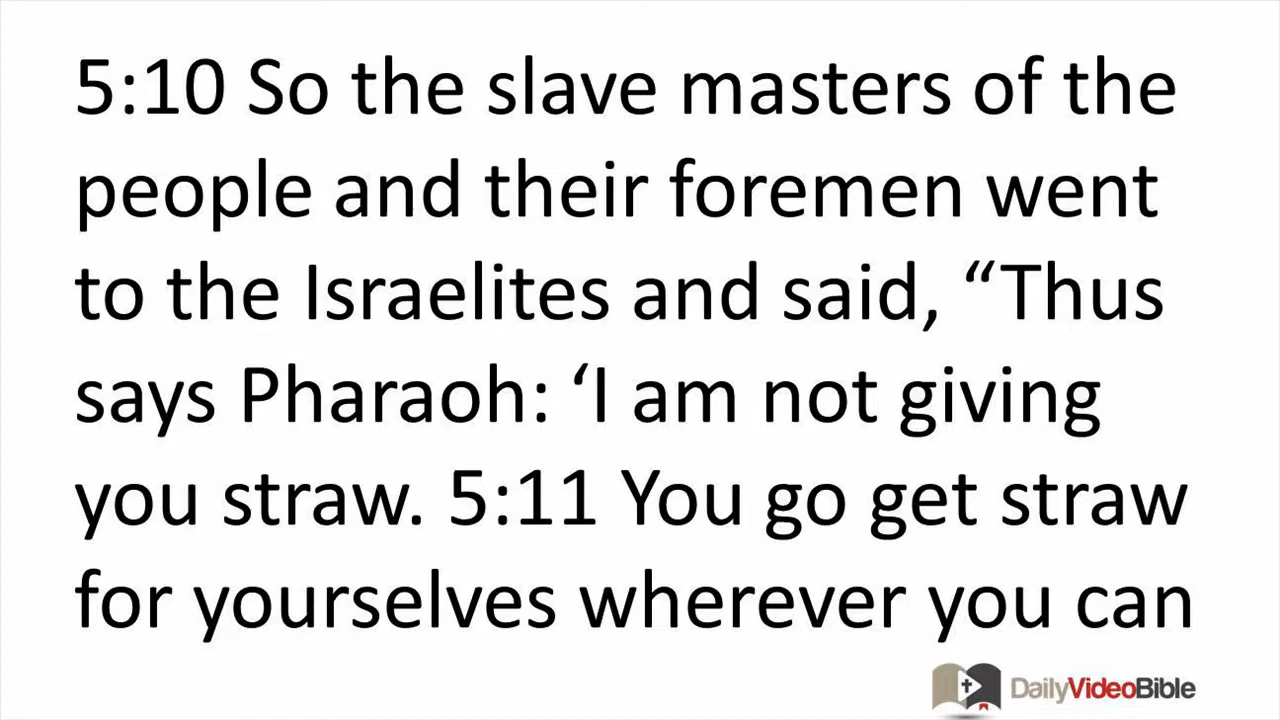 5:10 So the slave masters of the
people and their foremen went
to the Israelites and said, “Thus
says Pharaoh: ‘I am not giving
you straw. 5:11 You go get straw
for yourselves wherever you can
DailyVideoBible